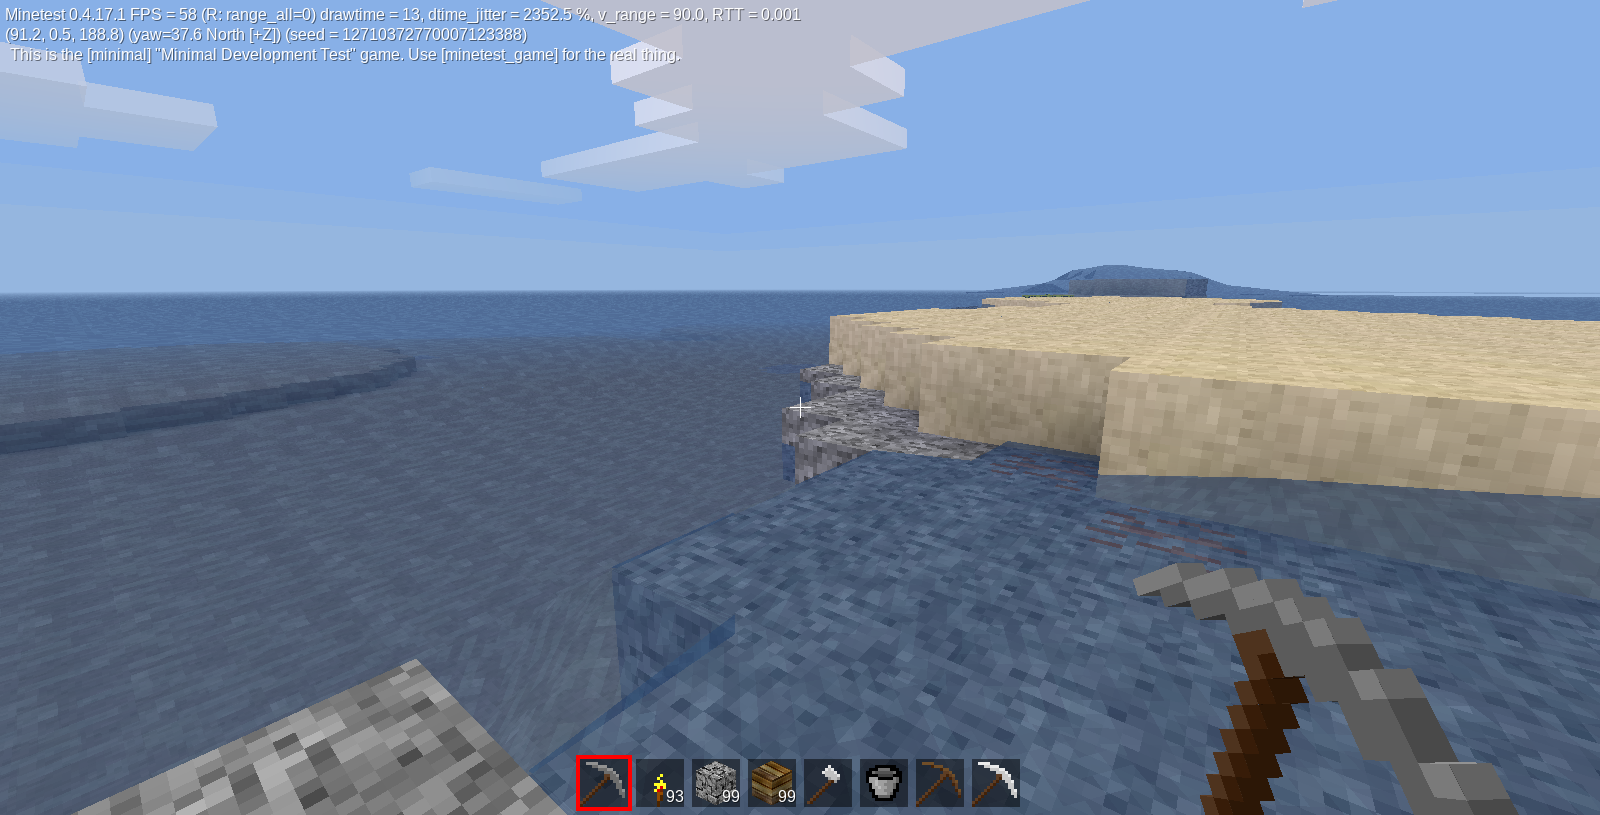 Minetest 0.4.17.1 FPS = 58 (R: range_all=0) drawtime = 13, dtime_jitter = 2352.5 %, v_range = 90.0, RTT = 0.001
(91.2, 0.5, 188.8) (yaw=37.6 North [+Z]) (seed = 12710372770007123388)
This is the [minimal] "Minimal Development Test" game. Use [minetest_game] for the real thing.
93 99 99